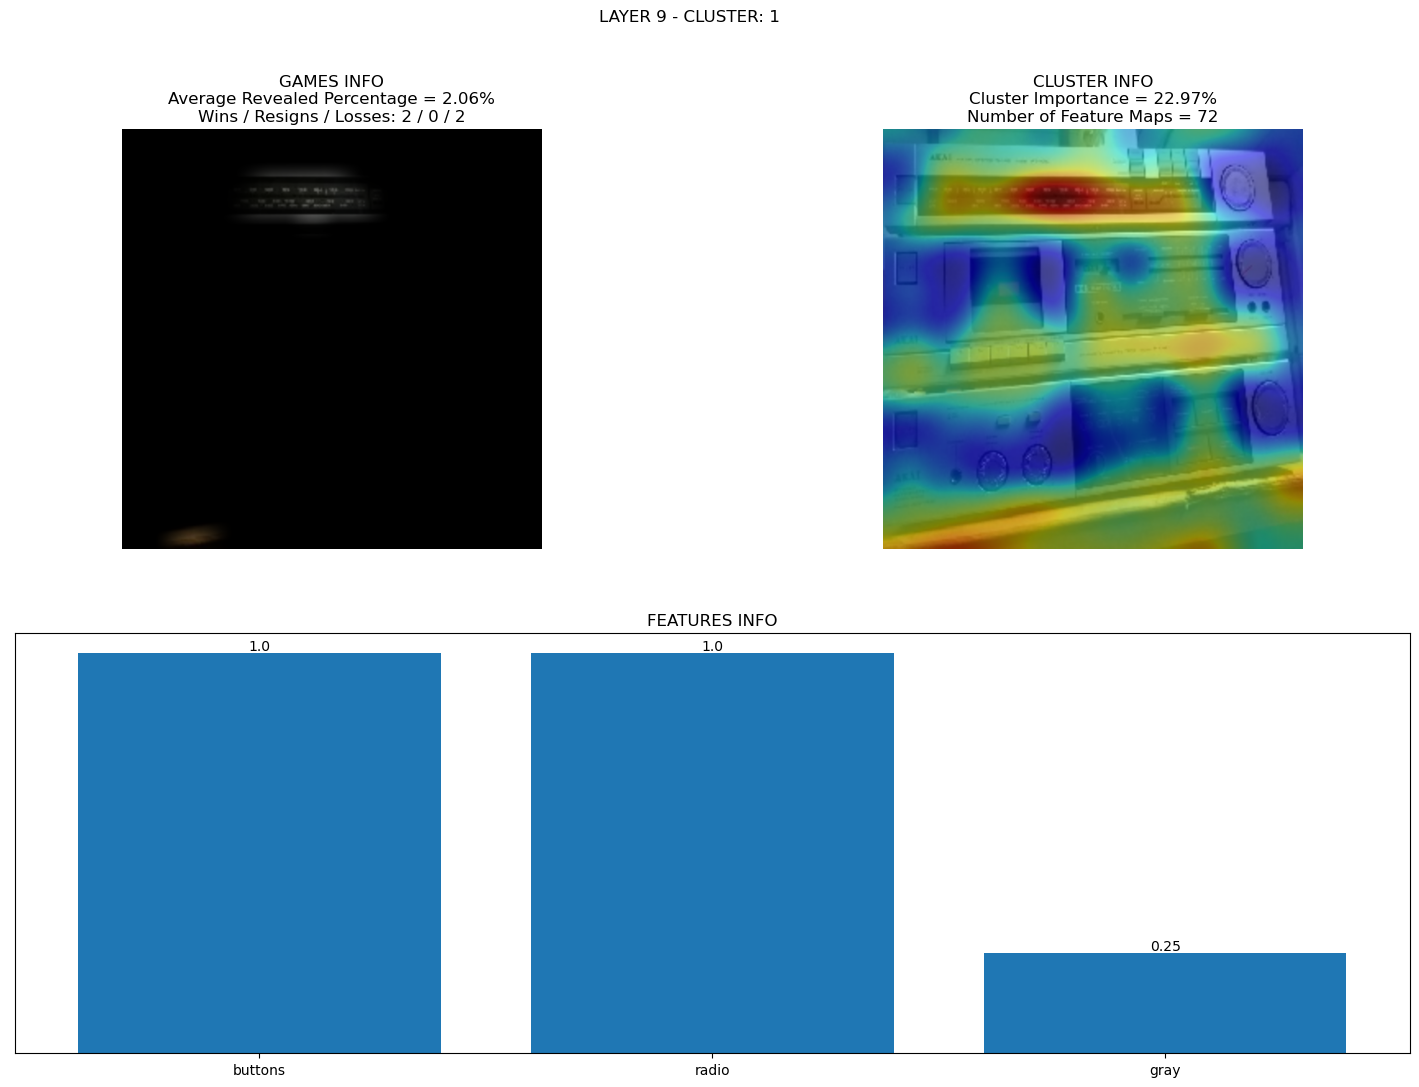 LAYER 9 - CLUSTER: 1
GAMES INFO
Average Revealed Percentage = 2.06%
Wins / Resigns / Losses: 2 / 0 / 2
CLUSTER INFO
Cluster Importance = 22.97%
Number of Feature Maps = 72
AKAI
FEATURES INFO
1.0
1.0
0.25
buttons
radio
gray